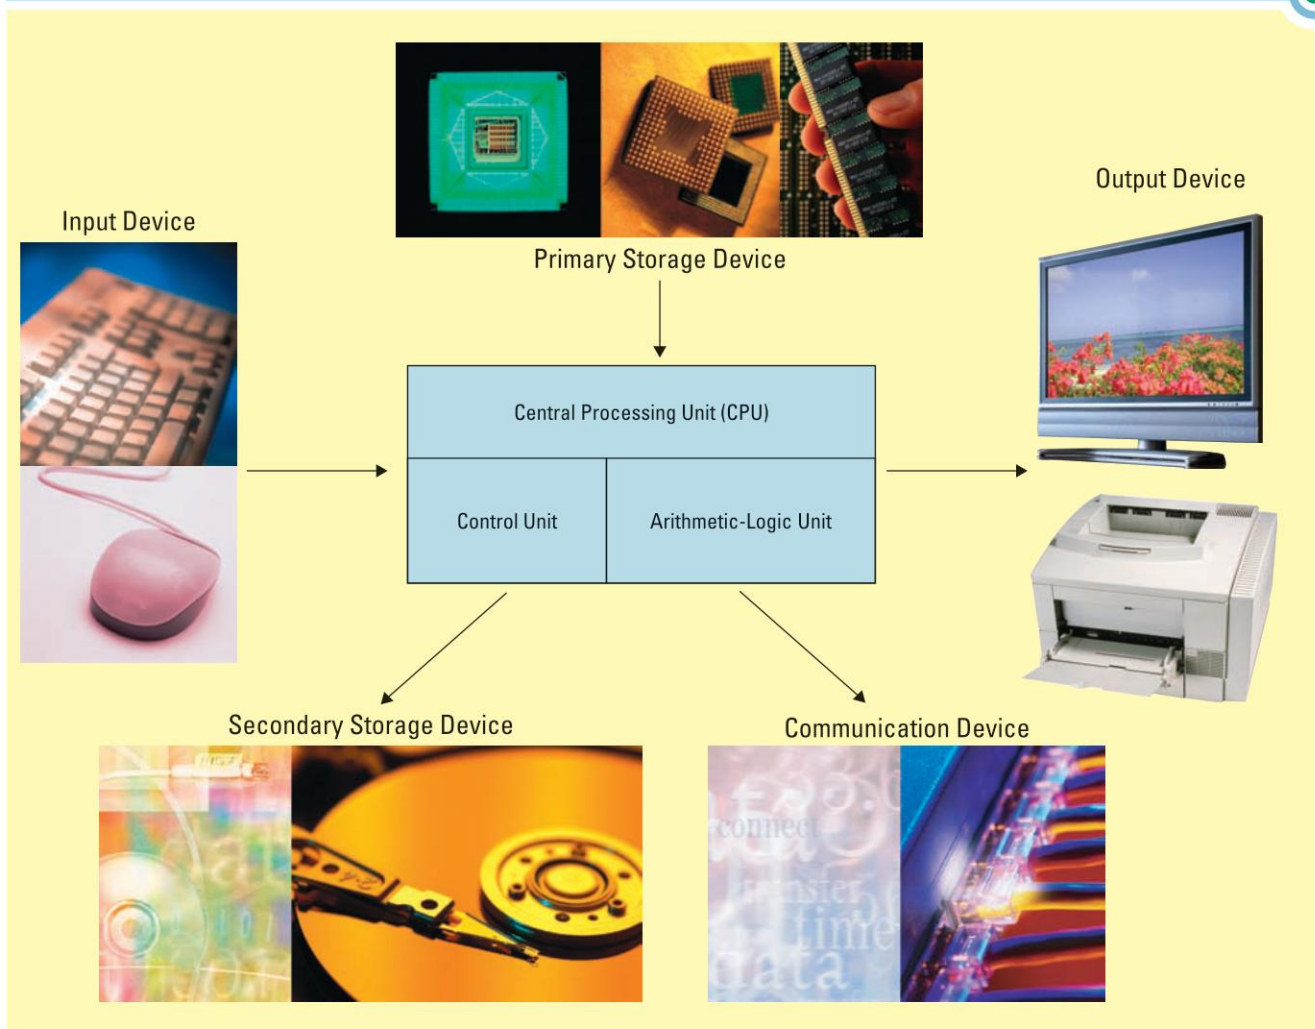 Output Device
Input Device
Primary Storage Device
Central Processing Unit (CPU)
Control Unit
Arithmetic-Logic Unit
Secondary Storage Device
Communication Device
connect
transfer
time
data